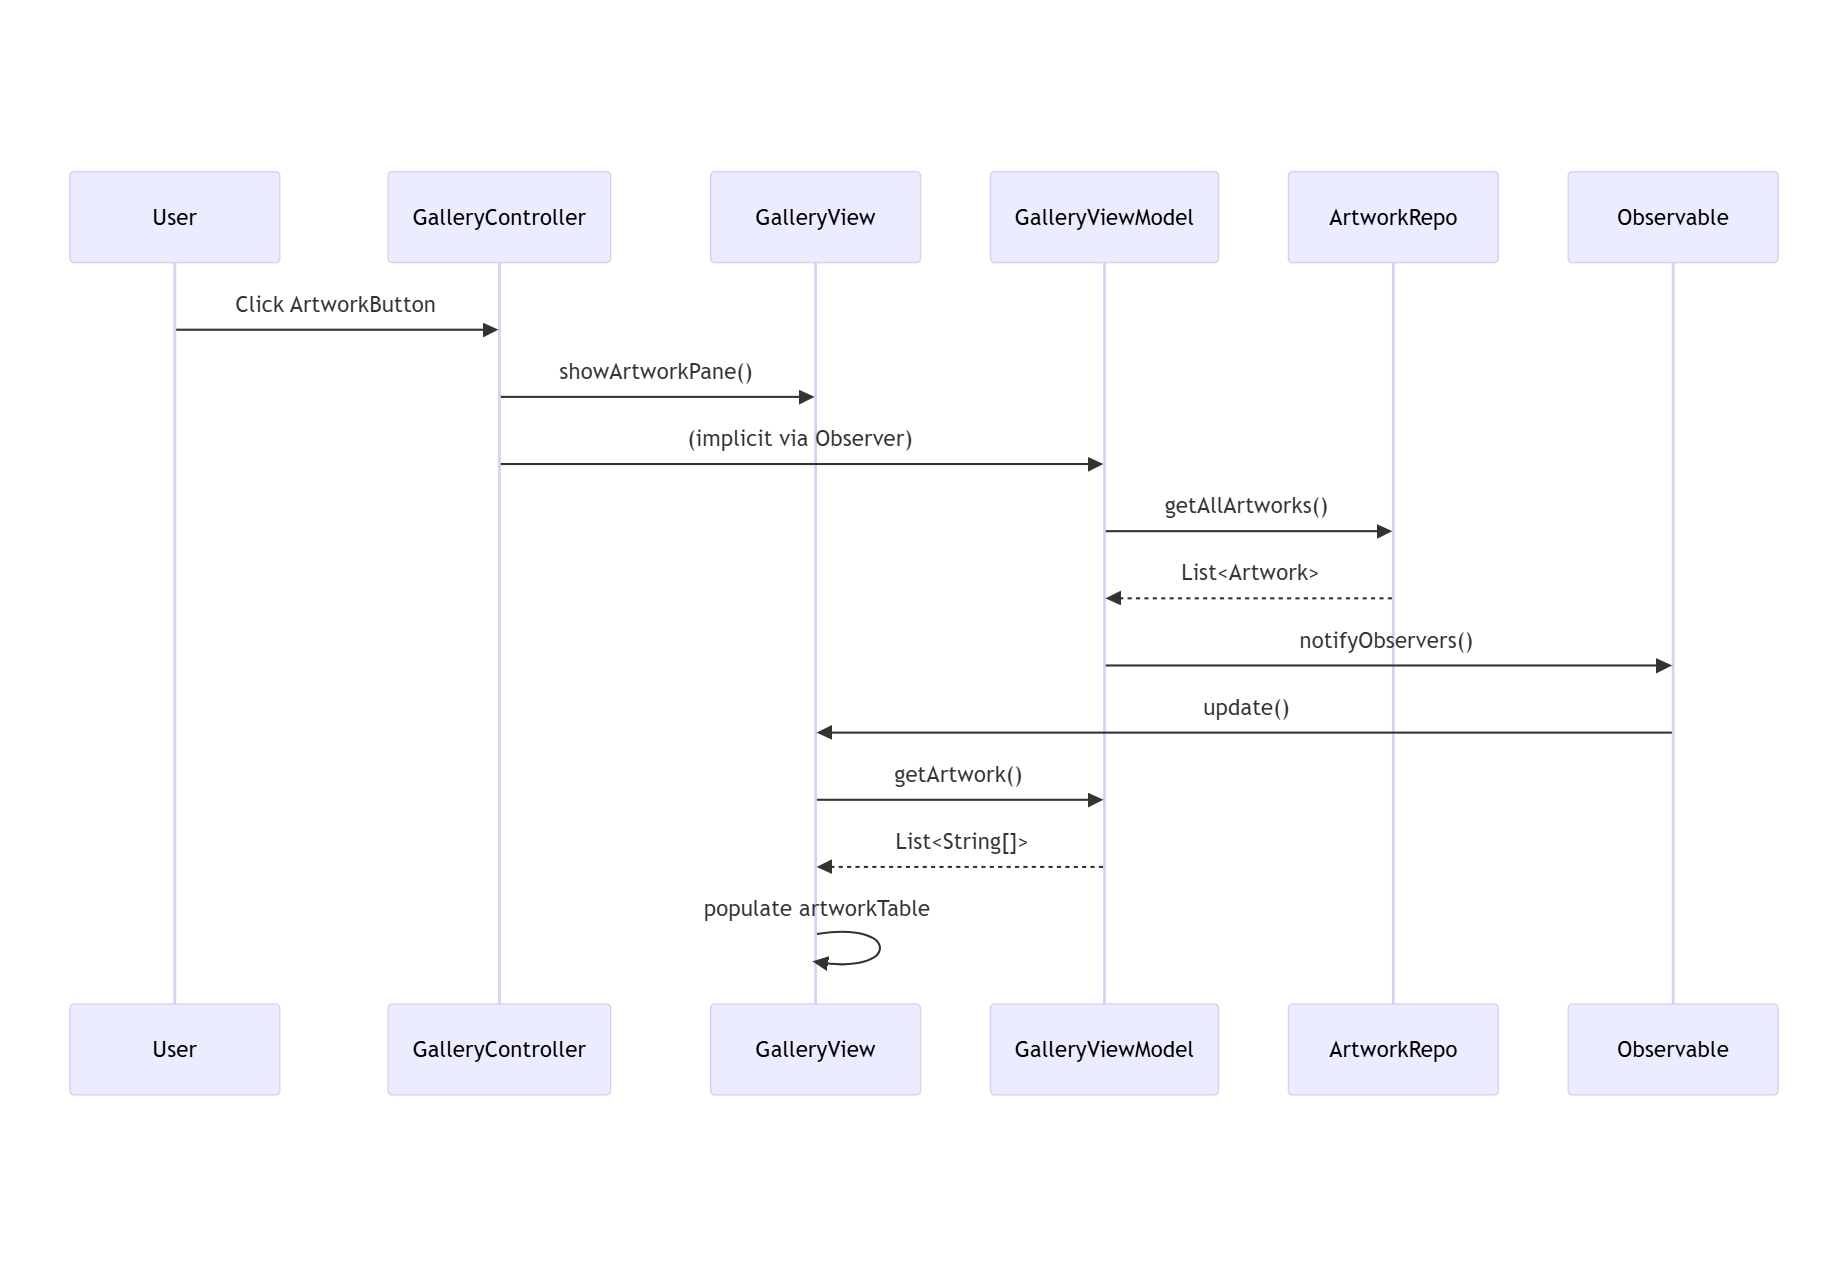 User
GalleryController
GalleryView
GalleryViewModel
ArtworkRepo
Observable
Click ArtworkButton
showArtworkPane()
(implicit via Observer)
getAllArtworks()
List<Artwork>
notifyObservers()
update()
getArtwork()
List<String[]>
populate artworkTable
User
GalleryController
GalleryView
GalleryViewModel
ArtworkRepo
Observable